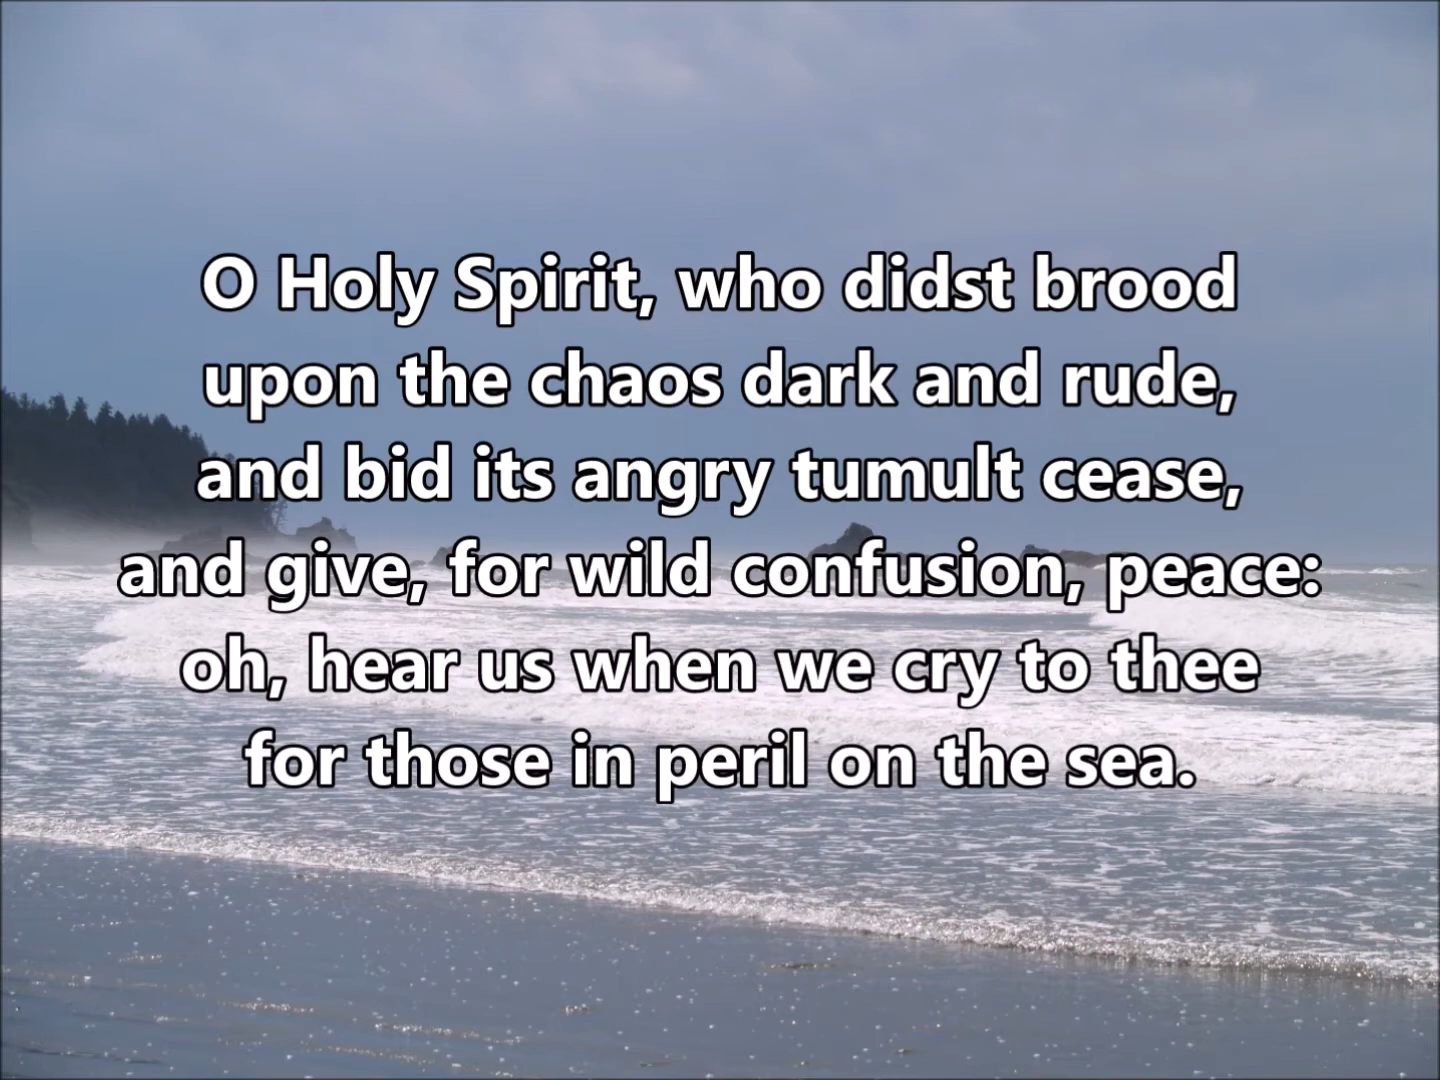 O Holy Spirit, who didst brood
upon the chaos dark and rude,
and bid its angry tumult cease,
and give, for wild confusion, peace:
oh, hear us when we cry to thee
for those in peril on the sea.